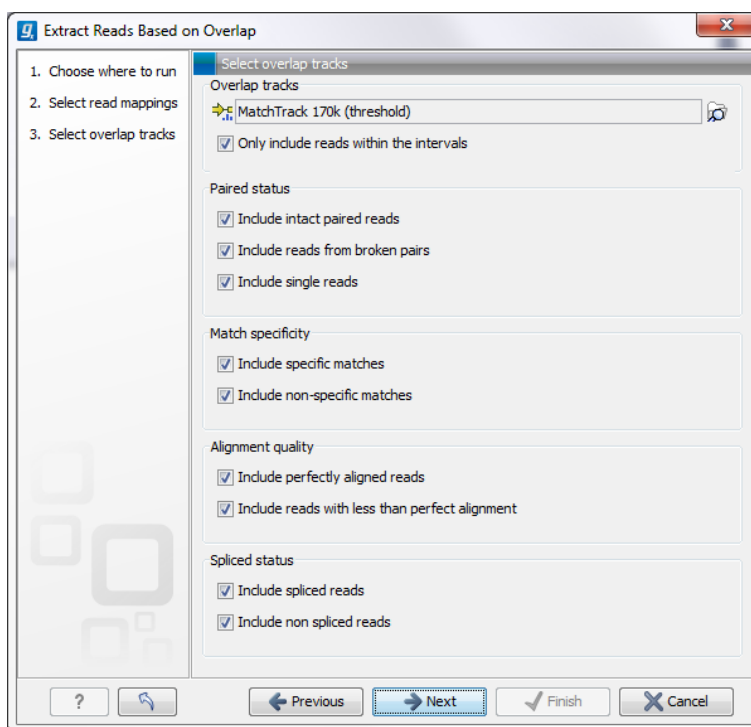 Extract Reads Based on Overlap
1. Choose where to run
2. Select read mappings
3. Select overlap tracks
Select overlap tracks
Overlap tracks
MatchTrack 170k (threshold)
Only include reads within the intervals
Paired status
Include intact paired reads
Include reads from broken pairs
Include single reads
Match specificity
Include specific matches
Include non-specific matches
Alignment quality
Include perfectly aligned reads
Include reads with less than perfect alignment
Spliced status
Include spliced reads
Include non spliced reads
?
Previous
Next
Finish
Cancel